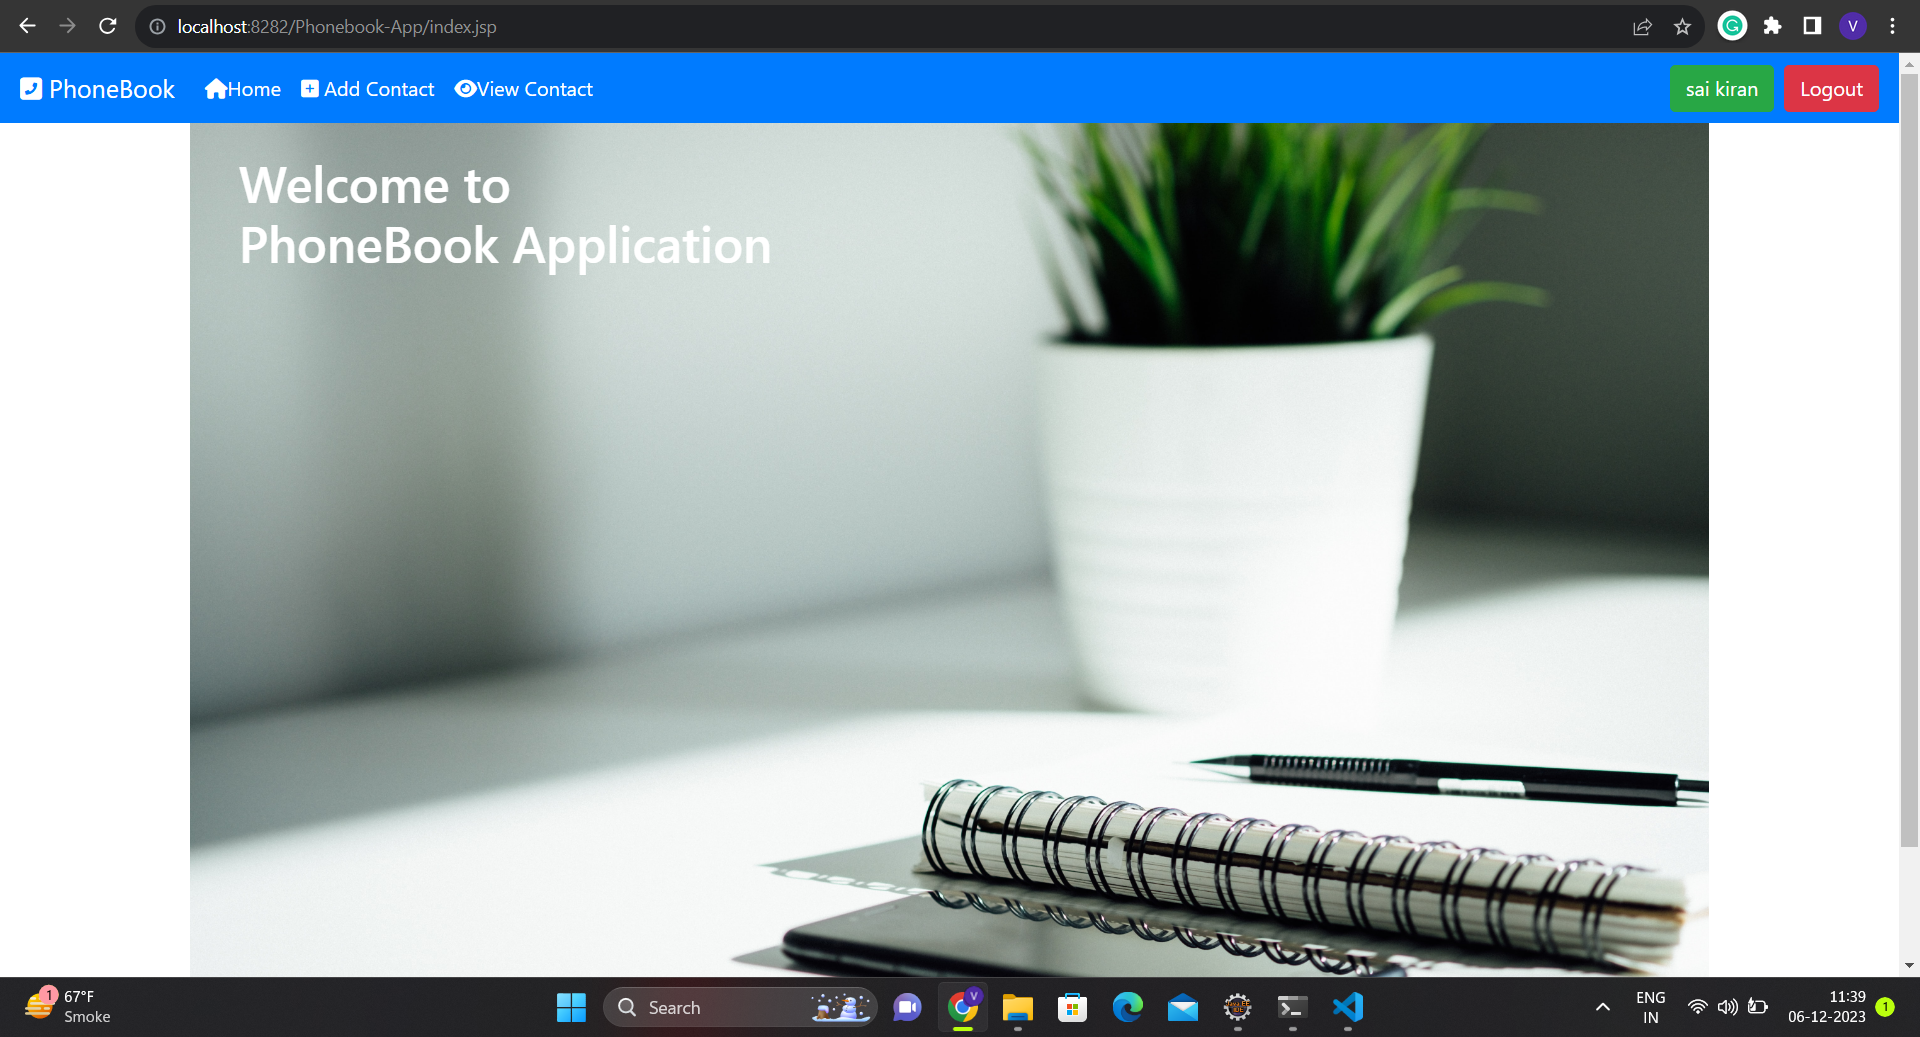 localhost:8282/Phonebook-App/index.jsp
V
PhoneBook
Home
Add Contact
View Contact
sai kiran
Logout
Welcome to
PhoneBook Application
1
67°F
Smoke
Search
V
ENG
IN
11:39
06-12-2023
1